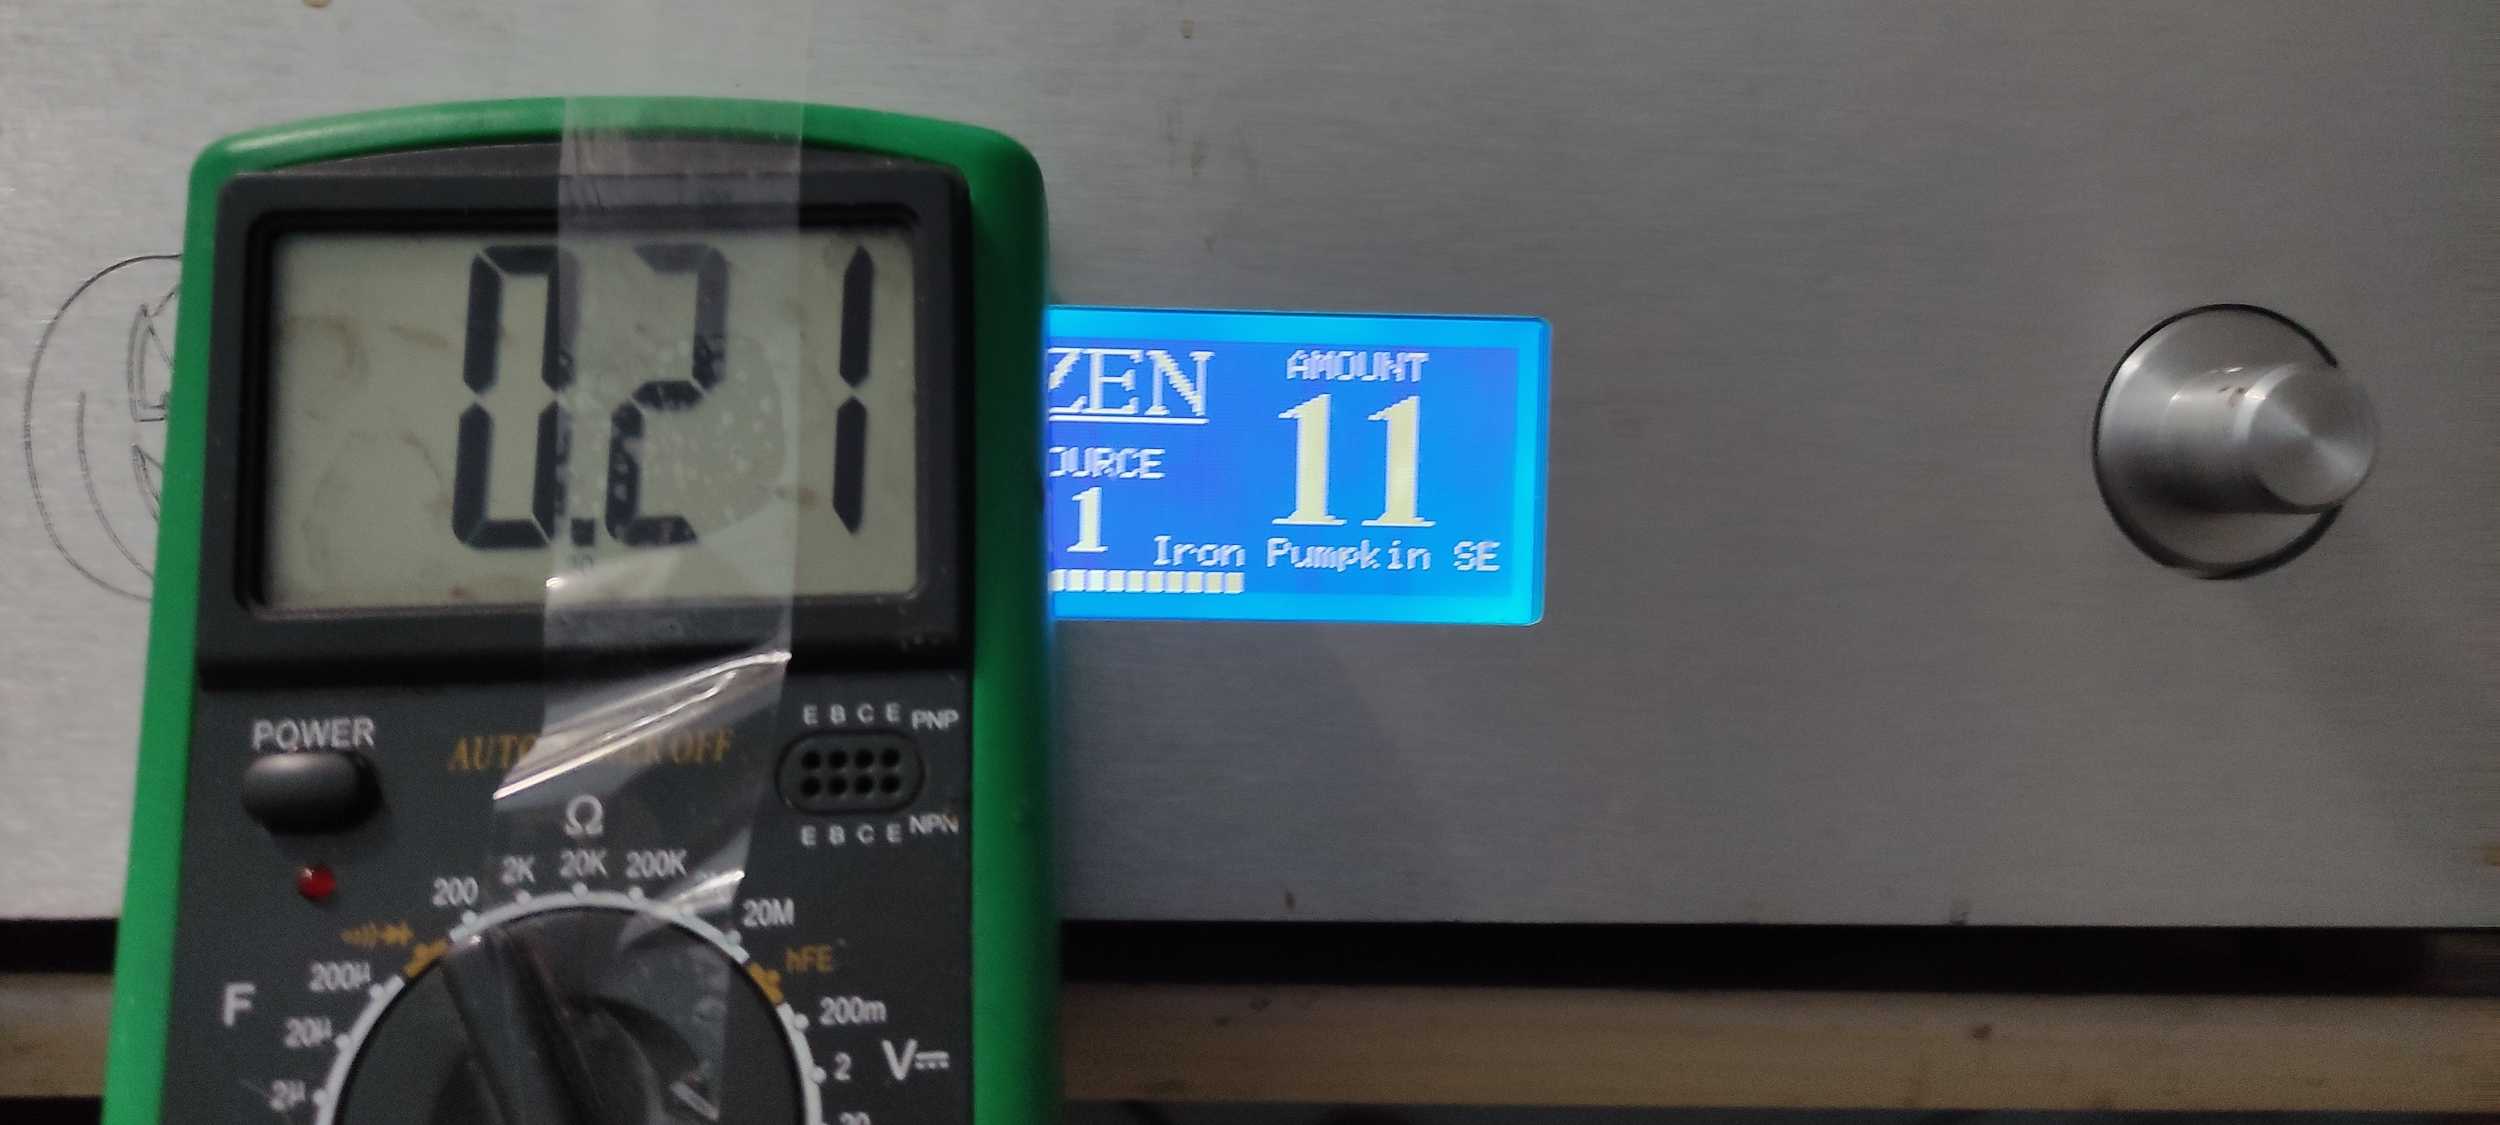 0.21
ZEN
AMOUNT
11
OURCE
1
Iron Pumpkin SE
POWER
E B C E PNP
E B C E NPN
Ω
200
2K
20K
200K
20M
hFE
200m
2
V
20
F
200µ
20µ
2µ